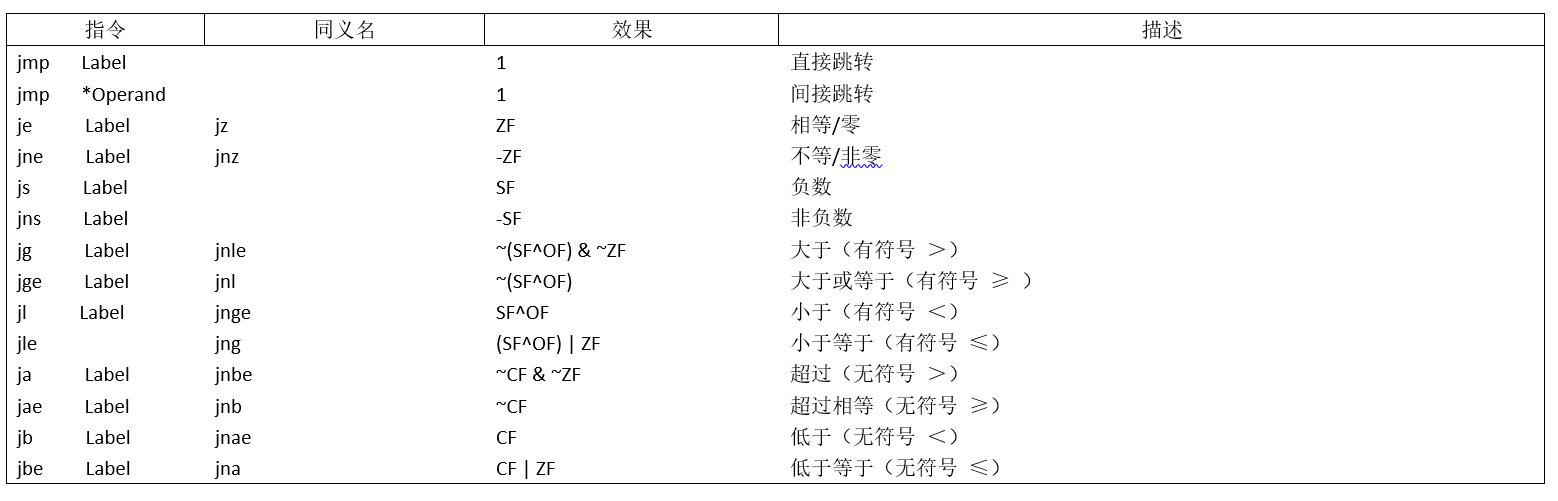 指令 同义名 效果 描述
jmp Label 1 直接跳转
jmp *Operand 1 间接跳转
je Label jz ZF 相等/零
jne Label jnz -ZF 不等/非零
js Label SF 负数
jns Label -SF 非负数
jg Label jnle ~(SF^OF) & ~ZF 大于（有符号 ＞）
jge Label jnl ~(SF^OF) 大于或等于（有符号 ≥ ）
jl Label jnge SF^OF 小于（有符号 ＜）
jle jng (SF^OF) | ZF 小于等于（有符号 ≤）
ja Label jnbe ~CF & ~ZF 超过（无符号 ＞）
jae Label jnb ~CF 超过相等（无符号 ≥）
jb Label jnae CF 低于（无符号 ＜）
jbe Label jna CF | ZF 低于等于（无符号 ≤）